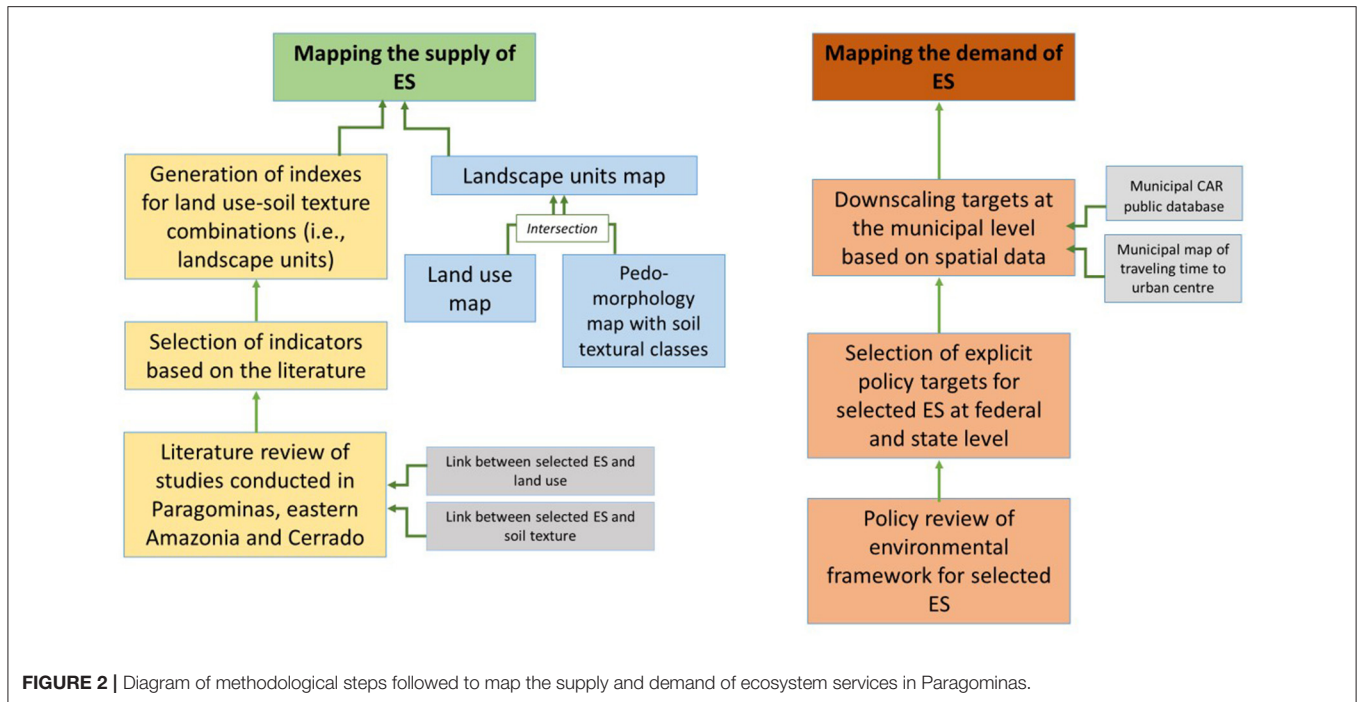 Mapping the supply of
ES
Generation of indexes
for land use-soil texture
combinations (i.e.,
landscape units)
Landscape units map
Intersection
Land use
map
Pedo-
morphology
map with soil
textural classes
Selection of indicators
based on the literature
Literature review of
studies conducted in
Paragominas, eastern
Amazonia and Cerrado
Link between selected ES and
land use
Link between selected ES and
soil texture
Mapping the demand of
ES
Downscaling targets at
the municipal level
based on spatial data
Municipal CAR
public database
Municipal map of
traveling time to
urban centre
Selection of explicit
policy targets for
selected ES at federal
and state level
Policy review of
environmental
framework for selected
ES
FIGURE 2 | Diagram of methodological steps followed to map the supply and demand of ecosystem services in Paragominas.